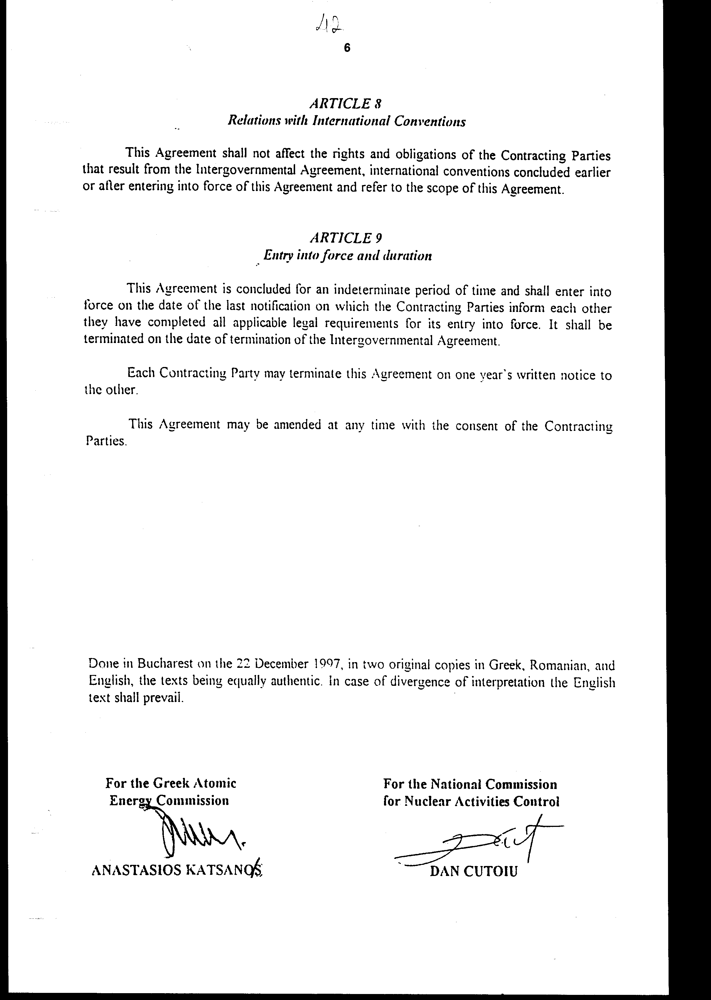 42
6
ARTICLE 8
Relations with International Conventions
This Agreement shall not affect the rights and obligations of the Contracting Parties
that result from the Intergovernmental Agreement, international conventions concluded earlier
or after entering into force of this Agreement and refer to the scope of this Agreement.
ARTICLE 9
Entry into force and duration
This Agreement is concluded for an indeterminate period of time and shall enter into
force on the date of the last notification on which the Contracting Parties inform each other
they have completed all applicable legal requirements for its entry into force. It shall be
terminated on the date of termination of the Intergovernmental Agreement.
Each Contracting Party may terminate this Agreement on one year's written notice to
the other.
This Agreement may be amended at any time with the consent of the Contracting
Parties.
Done in Bucharest on the 22 December 1997, in two original copies in Greek, Romanian, and
English, the texts being equally authentic. In case of divergence of interpretation the English
text shall prevail.
For the Greek Atomic
Energy Commission
ANASTASIOS KATSANOS
For the National Commission
for Nuclear Activities Control
DAN CUTOIU